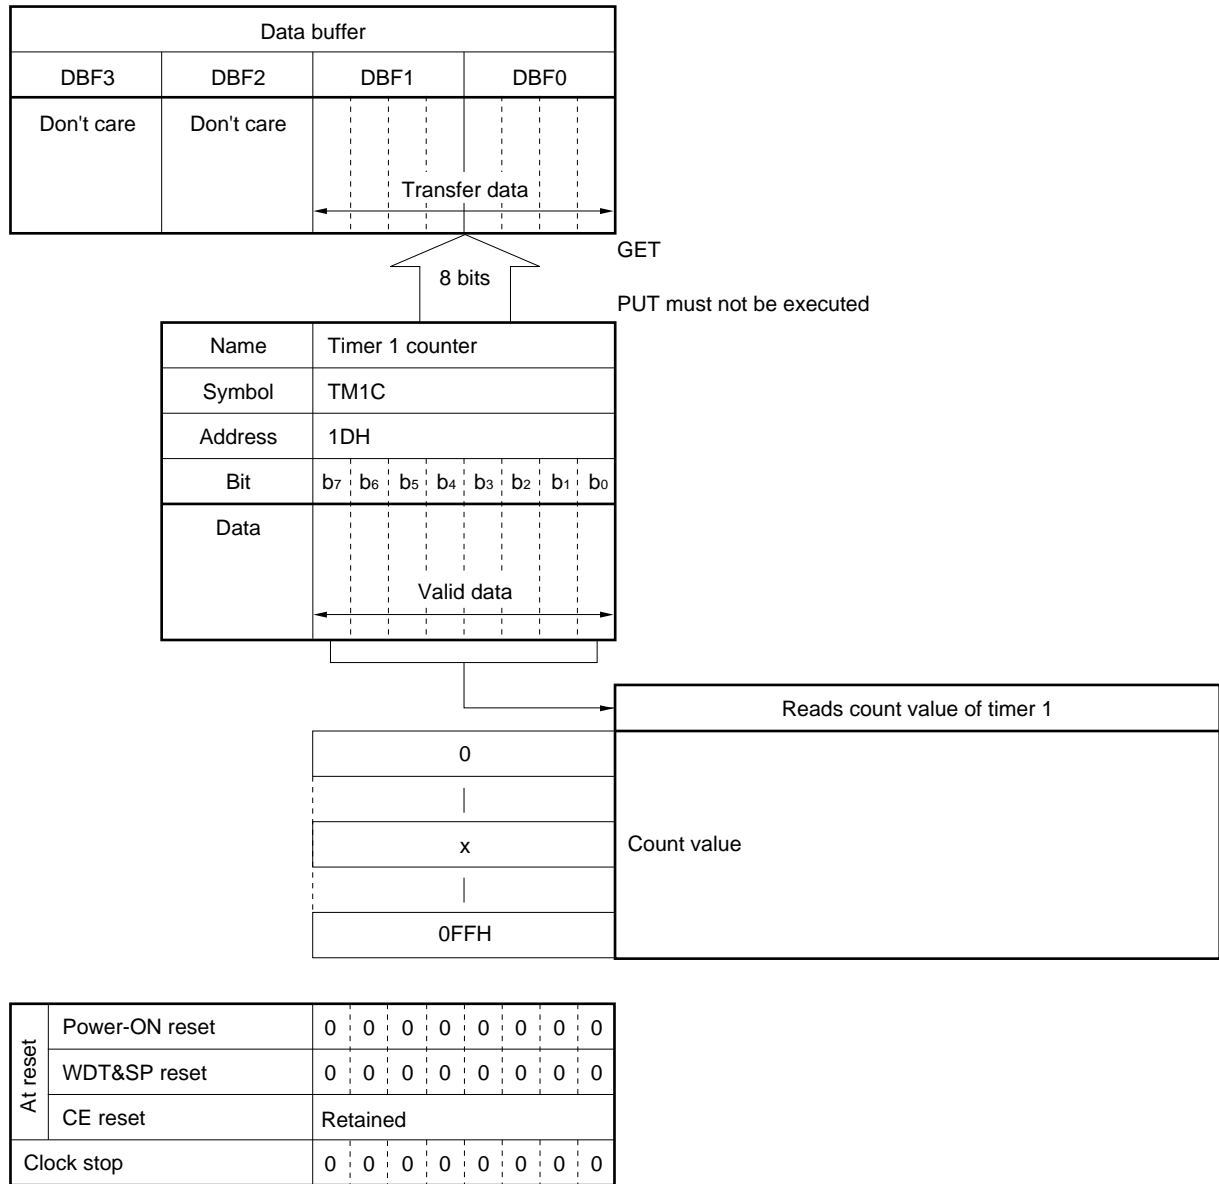 Data buffer
DBF3 DBF2 DBF1 DBF0
Don't care Don't care
Transfer data
GET
8 bits
PUT must not be executed
Name Timer 1 counter
Symbol TM1C
Address 1DH
Bit b7 b6 b5 b4 b3 b2 b1 b0
Data
Valid data
Reads count value of timer 1
0
x Count value
0FFH
At reset
Power-ON reset 0 0 0 0 0 0 0 0
WDT&SP reset 0 0 0 0 0 0 0 0
CE reset Retained
Clock stop 0 0 0 0 0 0 0 0